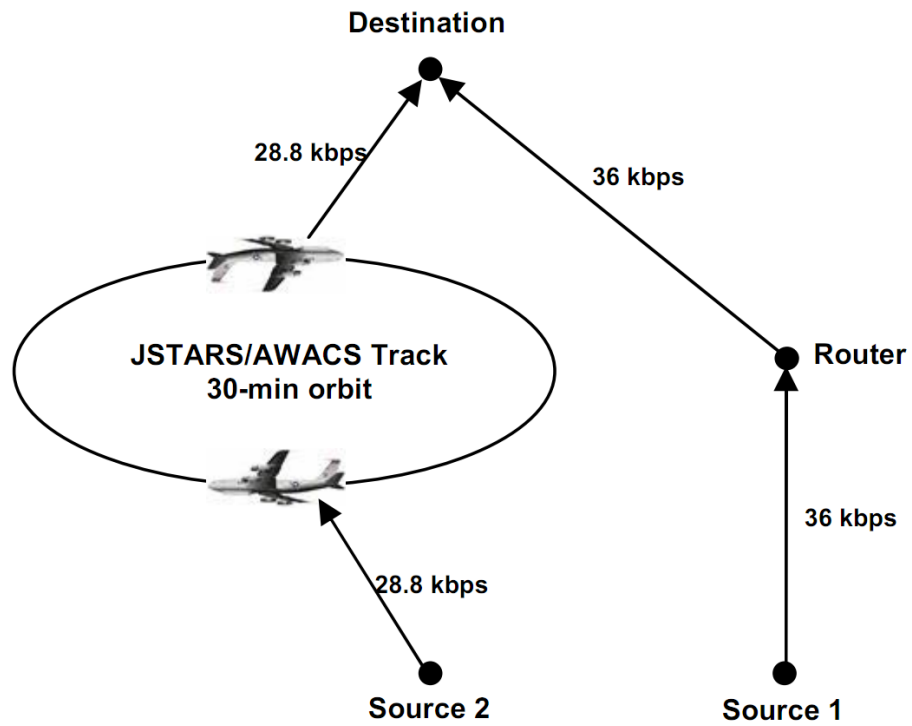 Destination
28.8 kbps
36 kbps
JSTARS/AWACS Track
30-min orbit
Router
36 kbps
28.8 kbps
Source 2
Source 1